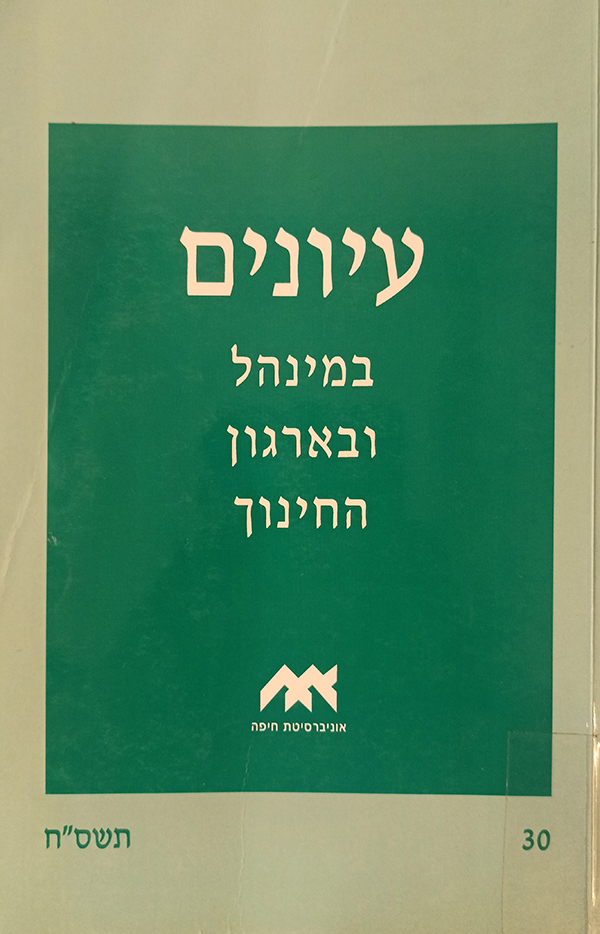 עיונים
במינהל
ובארגון
החינוך
אוניברסיטת חיפה
30
תשס"ח